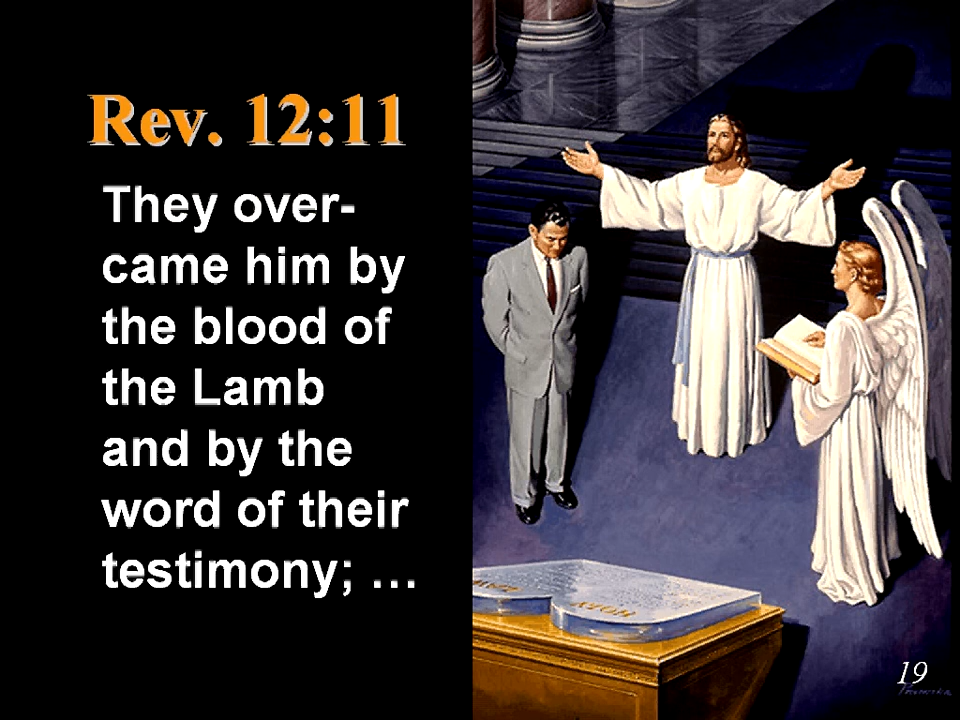 Rev. 12:11
They over-
came him by
the blood of
the Lamb
and by the
word of their
testimony; …
HOLY
19